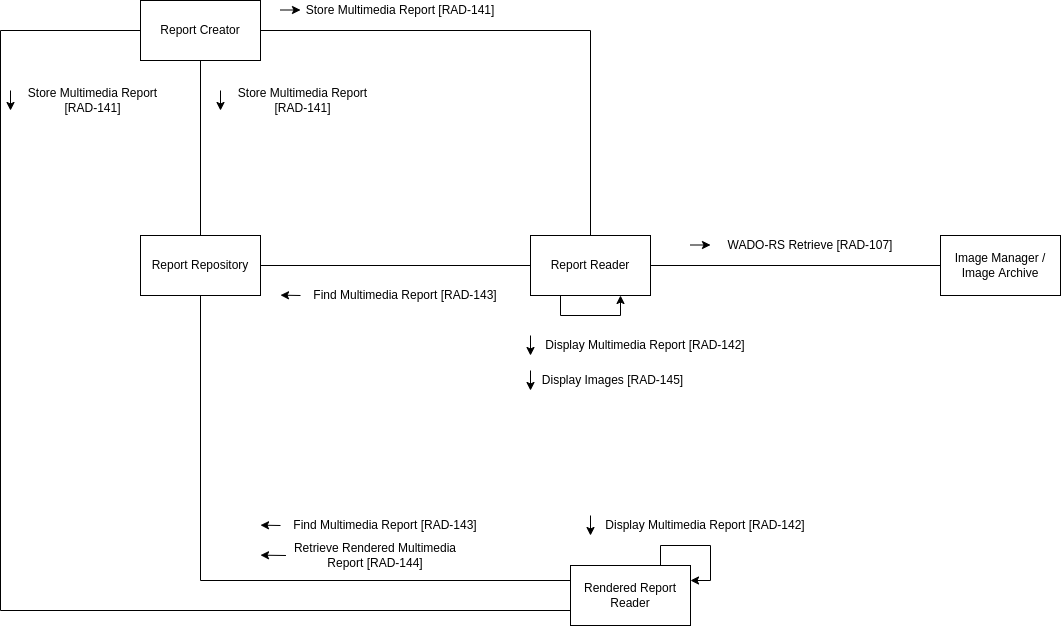 Store Multimedia Report [RAD-141]
Report Creator
Store Multimedia Report
[RAD-141]
Store Multimedia Report
[RAD-141]
Report Repository
Report Reader
WADO-RS Retrieve [RAD-107]
Image Manager /
Image Archive
Find Multimedia Report [RAD-143]
Display Multimedia Report [RAD-142]
Display Images [RAD-145]
Find Multimedia Report [RAD-143]
Retrieve Rendered Multimedia
Report [RAD-144]
Display Multimedia Report [RAD-142]
Rendered Report
Reader